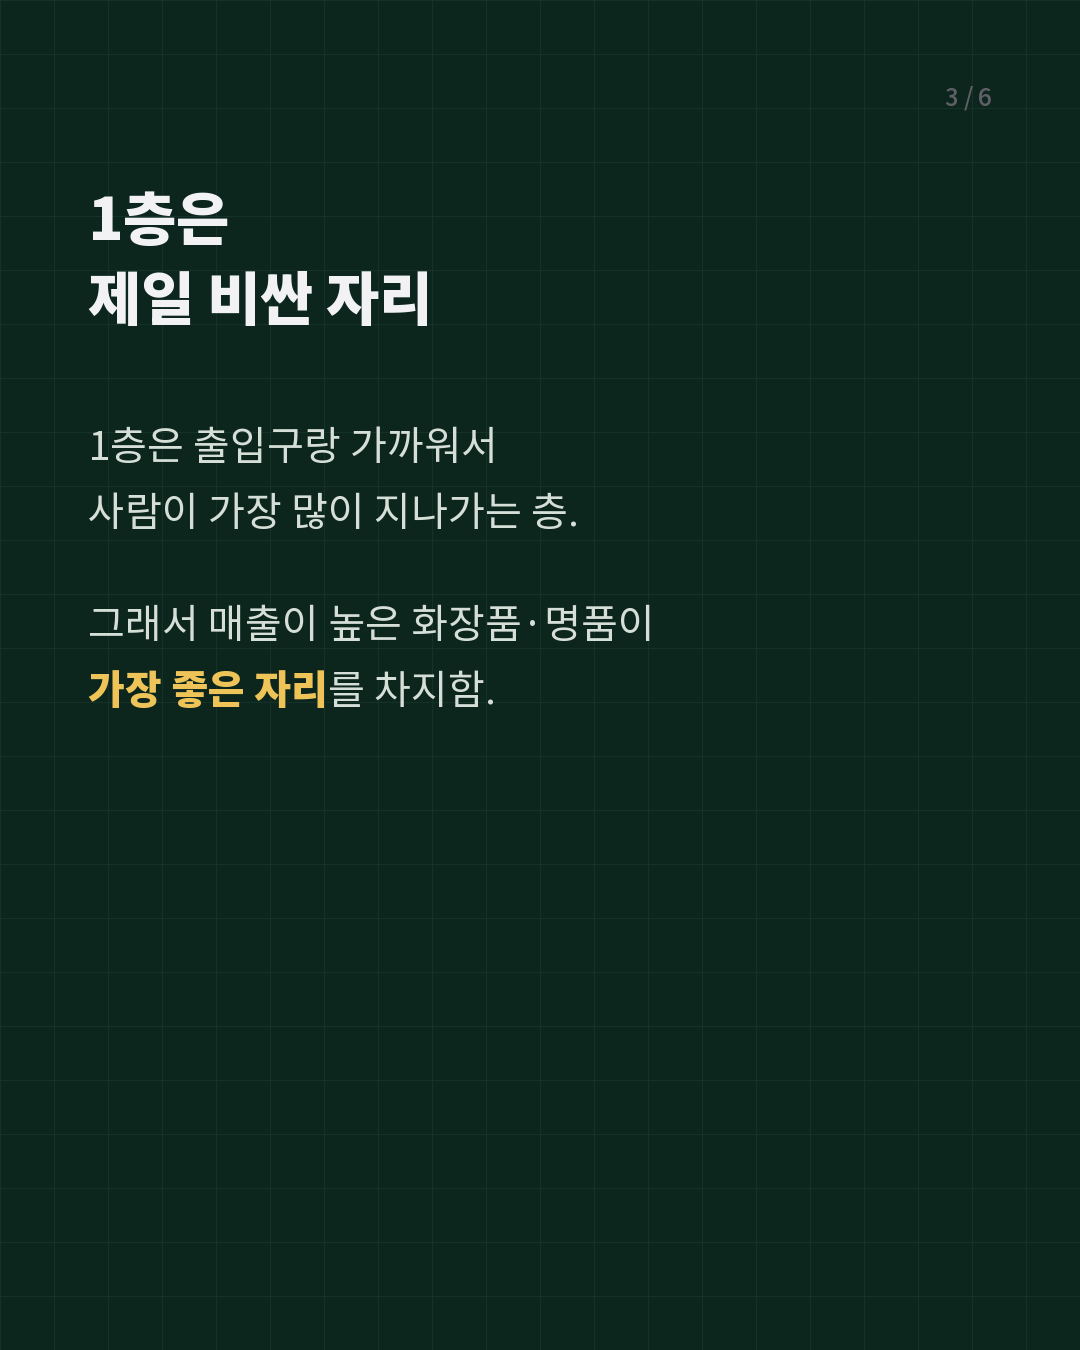 3 / 6
1층은
제일 비싼 자리
1층은 출입구랑 가까워서
사람이 가장 많이 지나가는 층.
그래서 매출이 높은 화장품·명품이
가장 좋은 자리를 차지함.